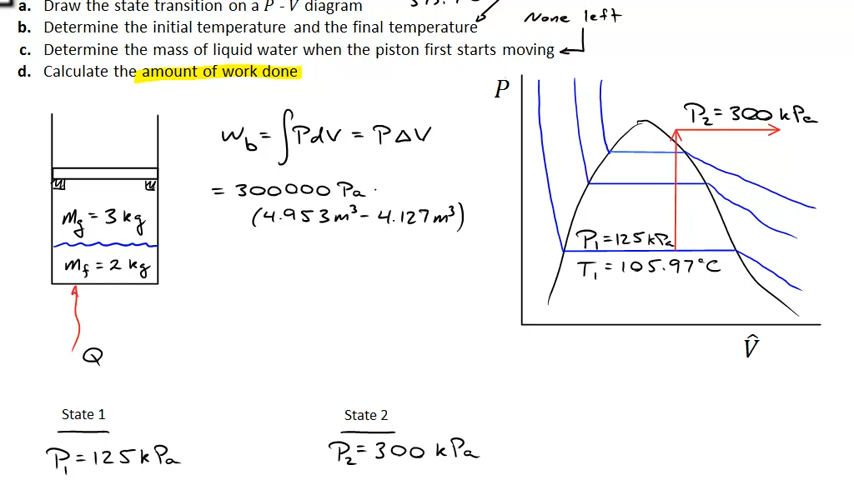 a. Draw the state transition on a P - V diagram
b. Determine the initial temperature and the final temperature
None left
c. Determine the mass of liquid water when the piston first starts moving
d. Calculate the amount of work done
P
P₂ = 300 kPa
W_b = ∫PdV = PΔV
= 300000 Pa ·
(4.953 m³ - 4.127 m³)
m_g = 3 kg
m_f = 2 kg
P₁ = 125 kPa
T₁ = 105.97°C
Q
V̂
State 1
State 2
P₁ = 125 kPa
P₂ = 300 kPa